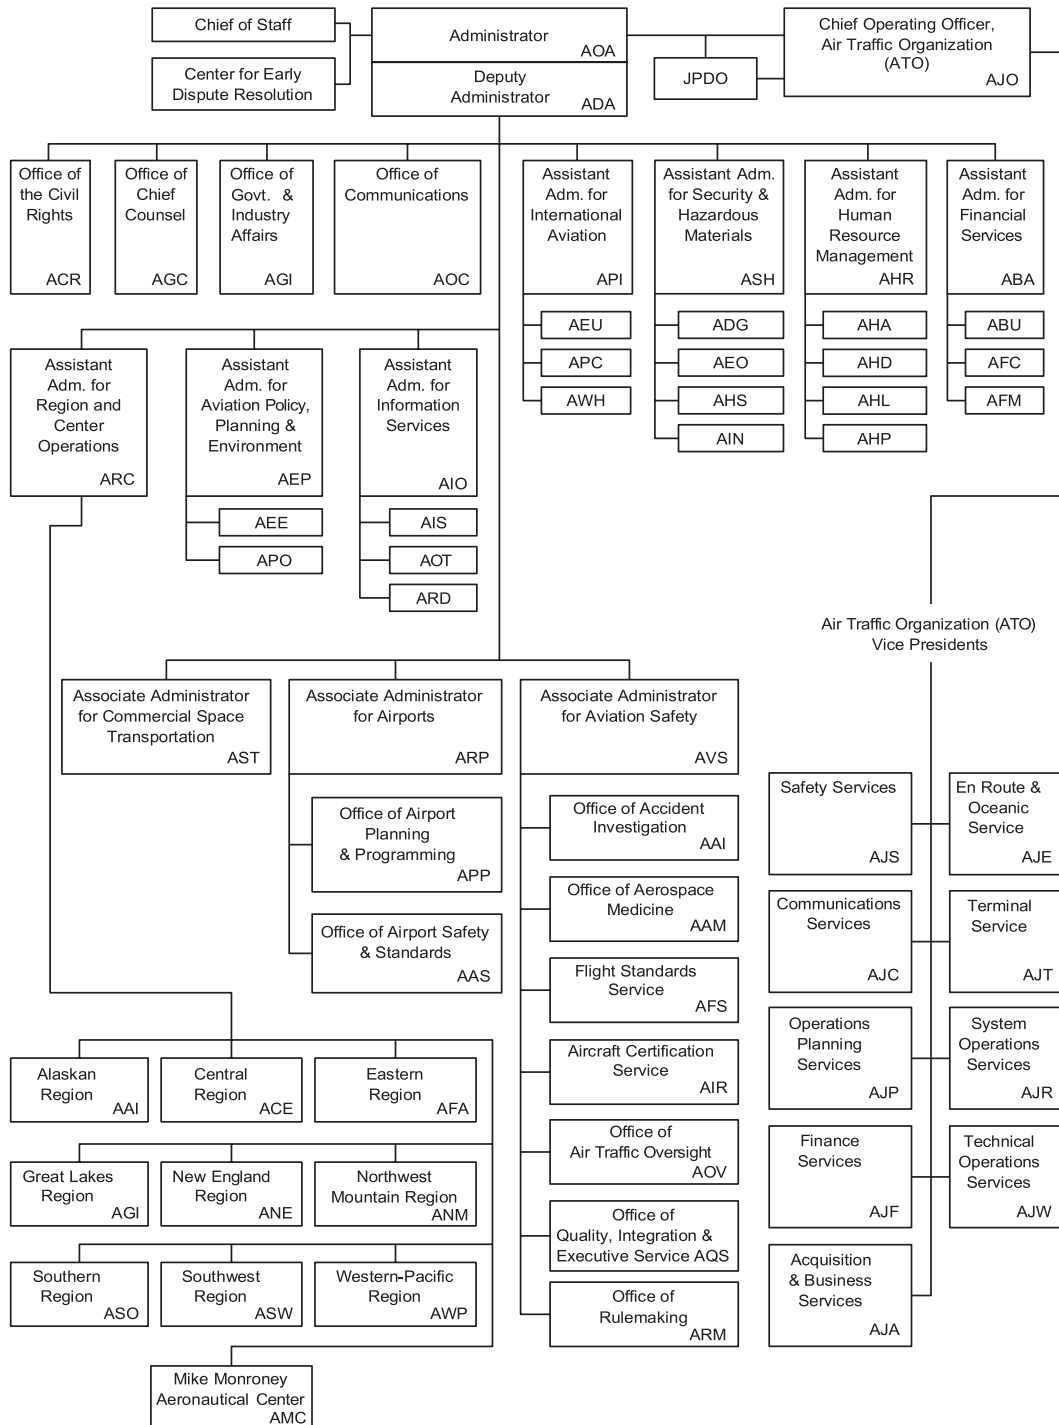 Chief of Staff
Center for Early
Dispute Resolution
Administrator
AOA
Deputy
Administrator
ADA
JPDO
Chief Operating Officer,
Air Traffic Organization
(ATO)
AJO
Office of
the Civil
Rights
ACR
Office of
Chief
Counsel
AGC
Office of
Govt. &
Industry
Affairs
AGI
Office of
Communications
AOC
Assistant
Adm. for
International
Aviation
API
AEU
APC
AWH
Assistant Adm.
for Security &
Hazardous
Materials
ASH
ADG
AEO
AHS
AIN
Assistant
Adm. for
Human
Resource
Management
AHR
AHA
AHD
AHL
AHP
Assistant
Adm. for
Financial
Services
ABA
ABU
AFC
AFM
Assistant
Adm. for
Region and
Center
Operations
ARC
Assistant
Adm. for
Aviation Policy,
Planning &
Environment
AEP
AEE
APO
Assistant
Adm. for
Information
Services
AIO
AIS
AOT
ARD
Air Traffic Organization (ATO)
Vice Presidents
Associate Administrator
for Commercial Space
Transportation
AST
Associate Administrator
for Airports
ARP
Office of Airport
Planning
& Programming
APP
Office of Airport Safety
& Standards
AAS
Associate Administrator
for Aviation Safety
AVS
Office of Accident
Investigation
AAI
Office of Aerospace
Medicine
AAM
Flight Standards
Service
AFS
Aircraft Certification
Service
AIR
Office of
Air Traffic Oversight
AOV
Office of
Quality, Integration &
Executive Service AQS
Office of
Rulemaking
ARM
Safety Services
AJS
En Route &
Oceanic
Service
AJE
Communications
Services
AJC
Terminal
Service
AJT
Operations
Planning
Services
AJP
System
Operations
Services
AJR
Finance
Services
AJF
Technical
Operations
Services
AJW
Acquisition
& Business
Services
AJA
Alaskan
Region
AAI
Central
Region
ACE
Eastern
Region
AFA
Great Lakes
Region
AGI
New England
Region
ANE
Northwest
Mountain Region
ANM
Southern
Region
ASO
Southwest
Region
ASW
Western-Pacific
Region
AWP
Mike Monroney
Aeronautical Center
AMC